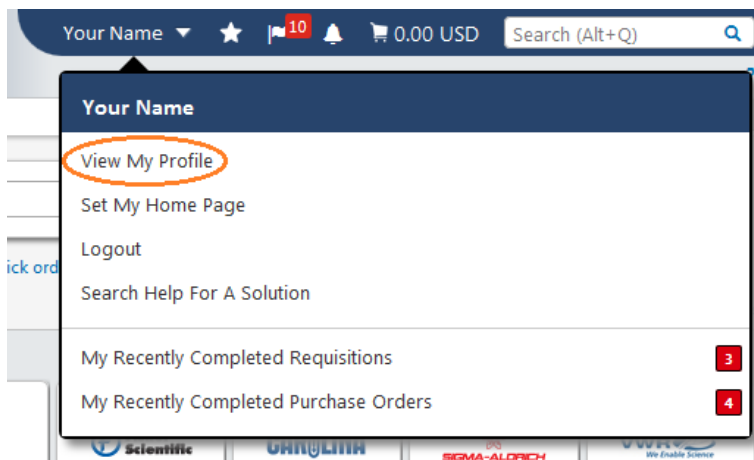 Your Name
10
0.00 USD
Search (Alt+Q)
Your Name
View My Profile
Set My Home Page
Logout
ick ord
Search Help For A Solution
My Recently Completed Requisitions 3
My Recently Completed Purchase Orders 4
Scientific
CAROLINA
SIGMA-ALDRICH
VWR
We Enable Science